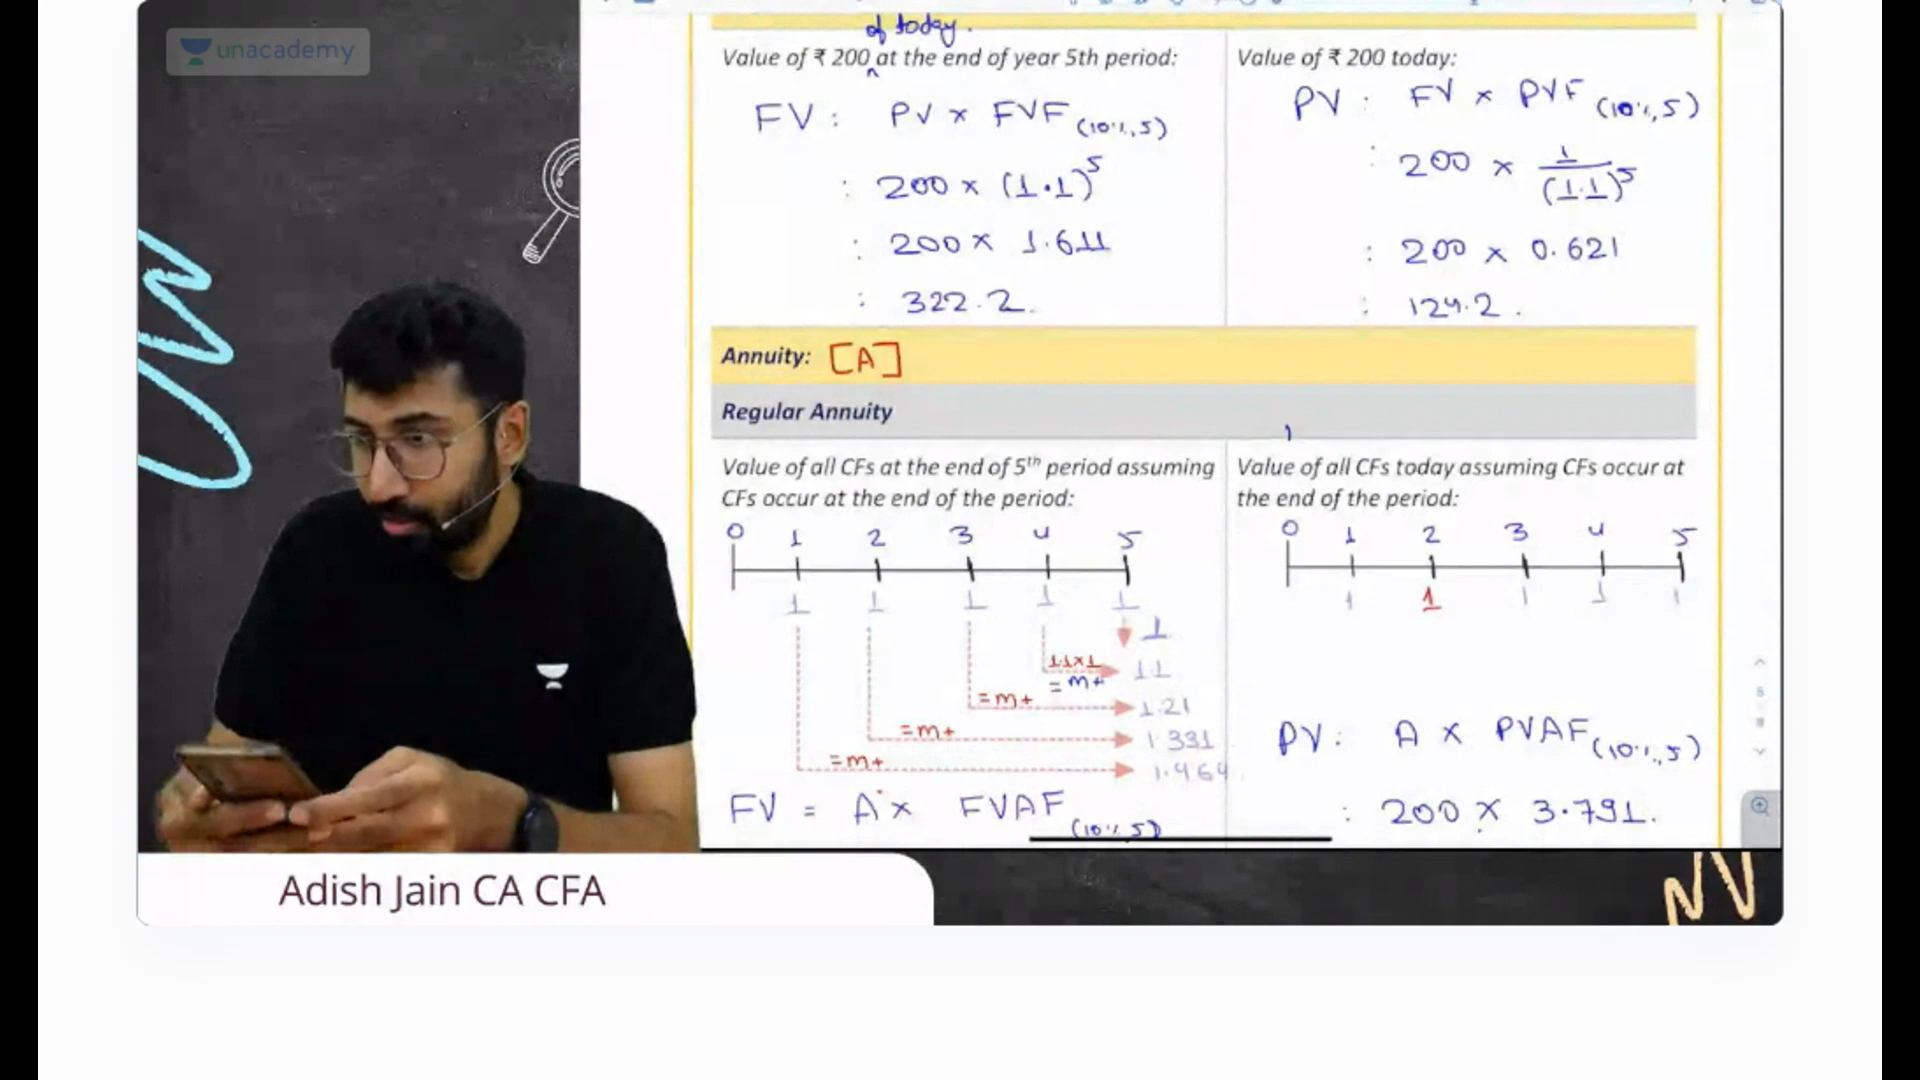 unacademy
of today.
Value of ₹ 200 ^ at the end of year 5th period:
FV : PV × FVF (10%, 5)
: 200 × (1.1)⁵
: 200 × 1.611
: 322.2.
Value of ₹ 200 today:
PV : FV × PVF (10%, 5)
: 200 × 1/(1.1)⁵
: 200 × 0.621
: 124.2.
Annuity: [A]
Regular Annuity
Value of all CFs at the end of 5th period assuming
CFs occur at the end of the period:
0 1 2 3 4 5
1 1 1 1 1
1
1.1×1 1.1
= m+
= m+ 1.21
= m+ 1.331
= m+ 1.464
FV = A × FVAF (10%, 5)
Value of all CFs today assuming CFs occur at
the end of the period:
0 1 2 3 4 5
1 1 1 1 1
PV : A × PVAF (10%, 5)
: 200 × 3.791.
Adish Jain CA CFA